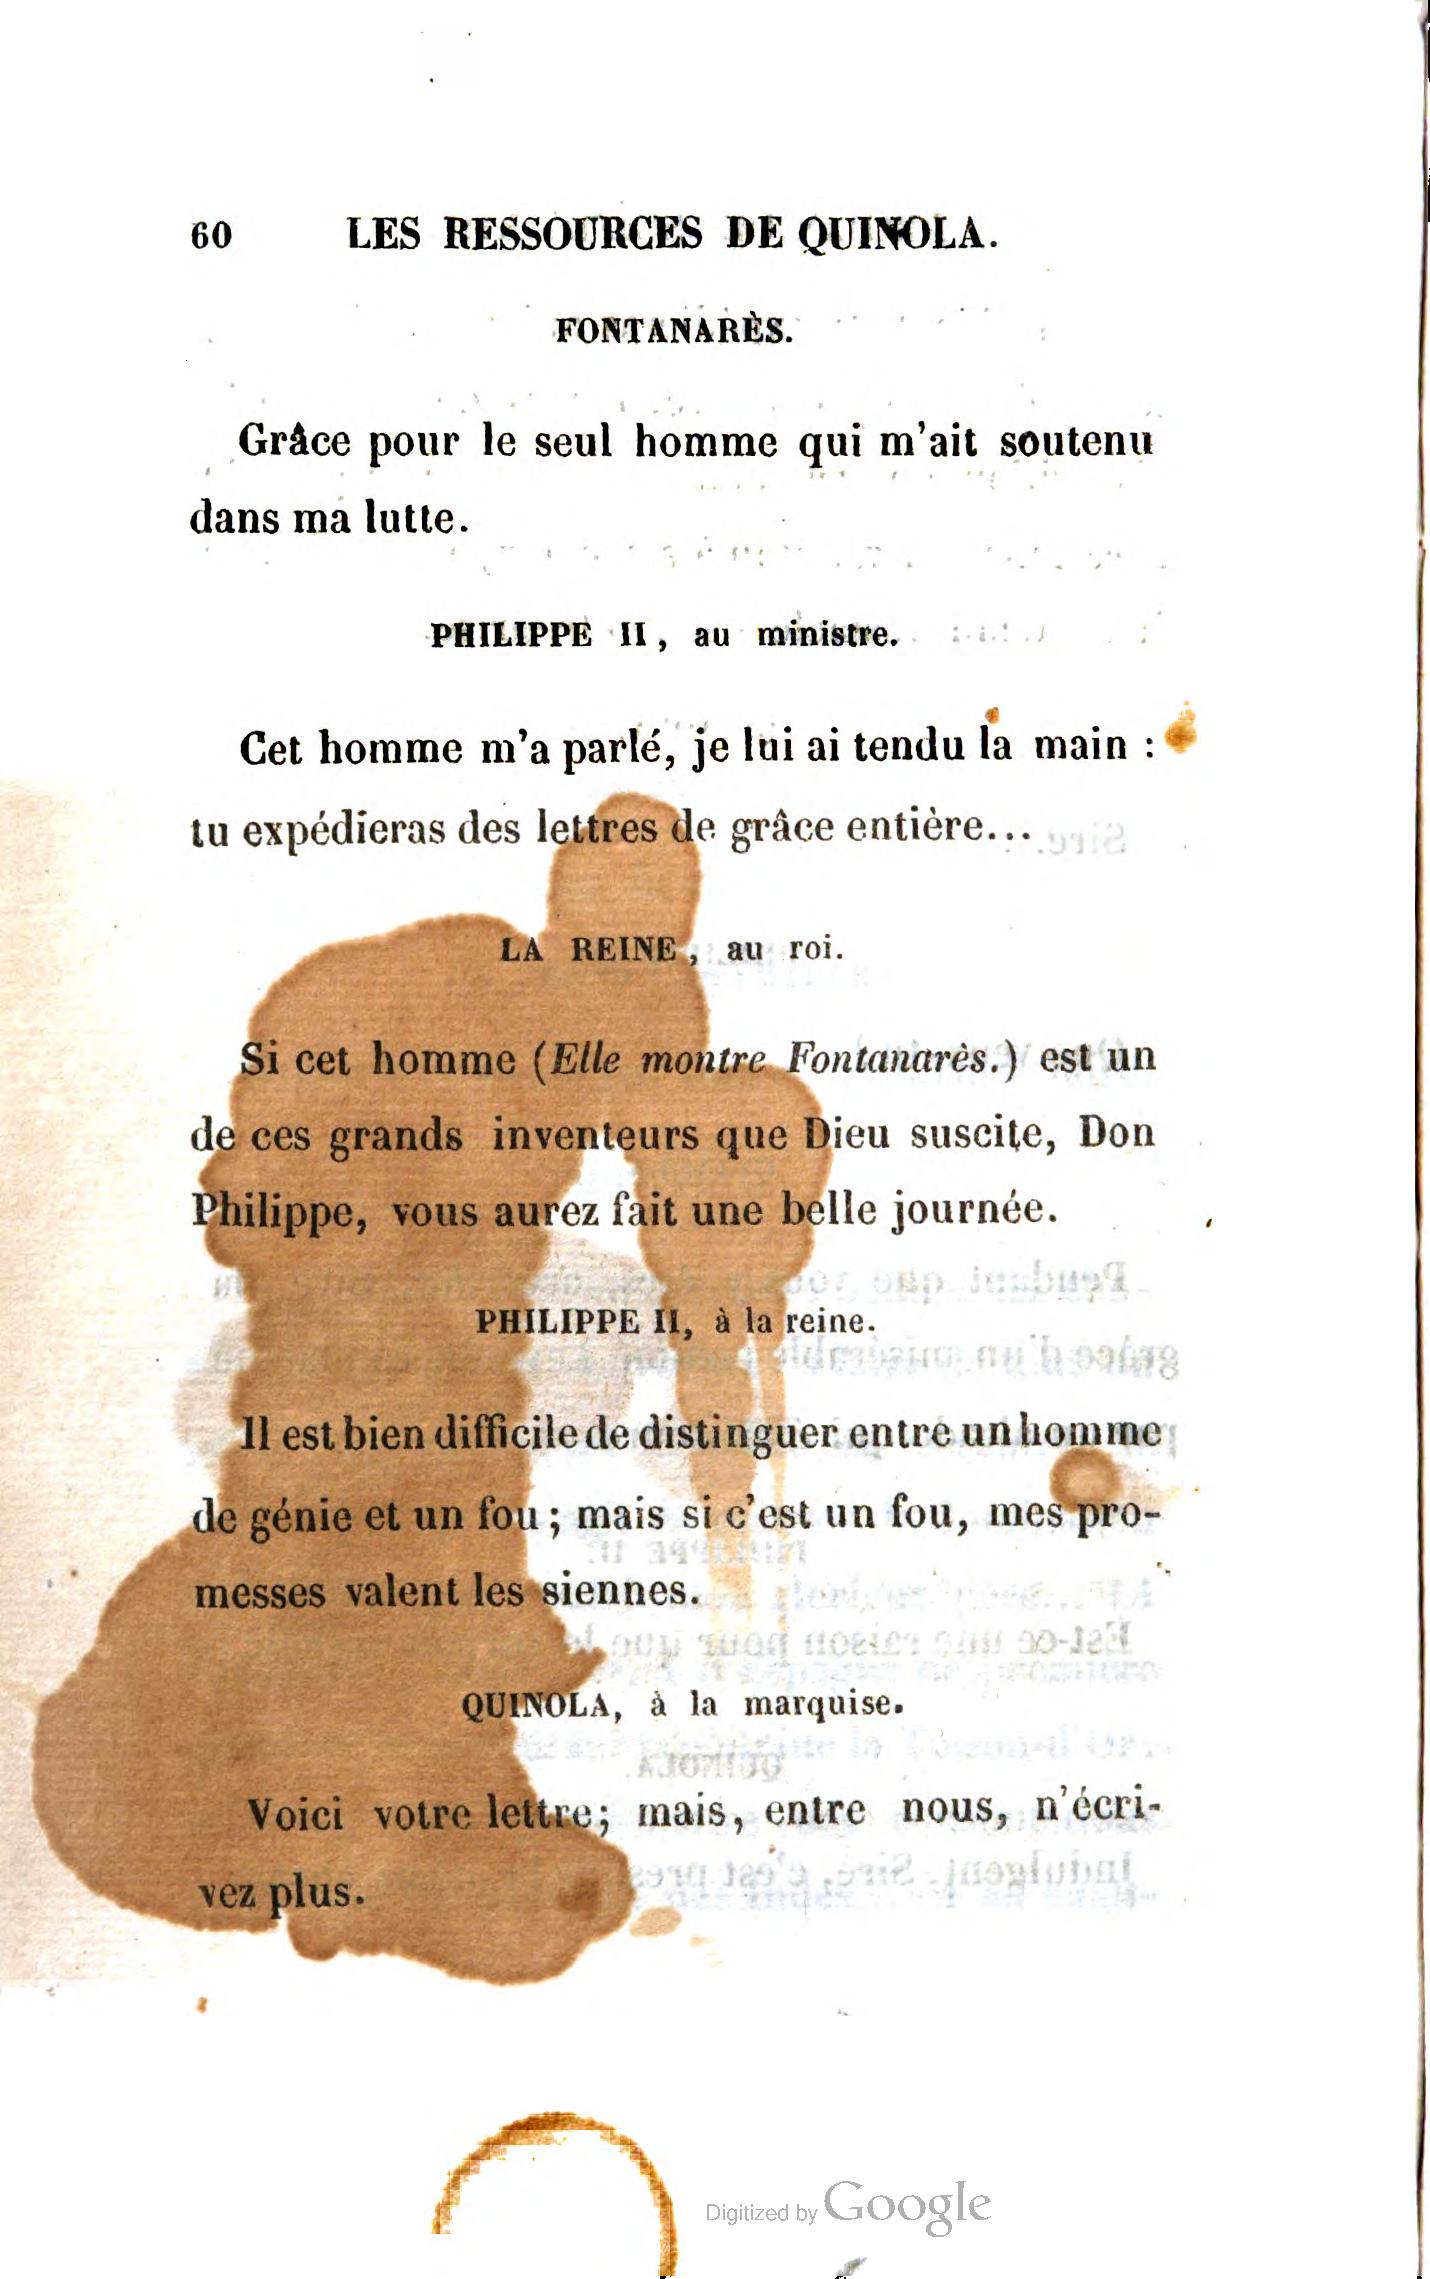 60 LES RESSOURCES DE QUINOLA.
FONTANARÈS.
Grâce pour le seul homme qui m'ait soutenu
dans ma lutte.
PHILIPPE II, au ministre.
Cet homme m'a parlé, je lui ai tendu la main :
tu expédieras des lettres de grâce entière...
LA REINE, au roi.
Si cet homme (Elle montre Fontanarès.) est un
de ces grands inventeurs que Dieu suscite, Don
Philippe, vous aurez fait une belle journée.
PHILIPPE II, à la reine.
Il est bien difficile de distinguer entre un homme
de génie et un fou ; mais si c'est un fou, mes pro-
messes valent les siennes.
QUINOLA, à la marquise.
Voici votre lettre; mais, entre nous, n'écri-
vez plus.
Digitized by Google